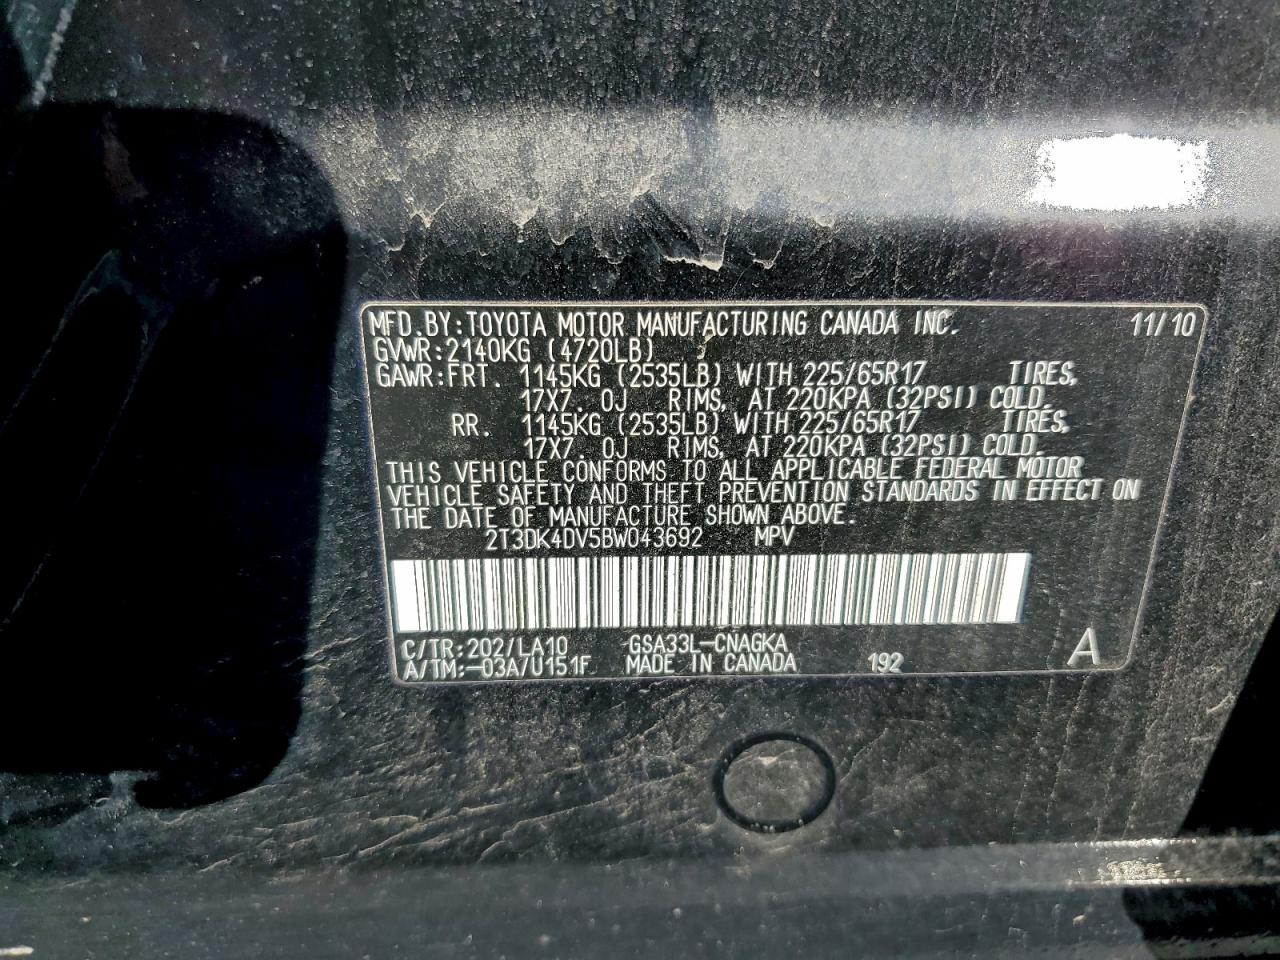 MFD.BY:TOYOTA MOTOR MANUFACTURING CANADA INC. 11/10
GVWR:2140KG (4720LB)
GAWR:FRT. 1145KG (2535LB) WITH 225/65R17 TIRES,
17X7. 0J RIMS, AT 220KPA (32PSI) COLD.
RR. 1145KG (2535LB) WITH 225/65R17 TIRES,
17X7. 0J RIMS, AT 220KPA (32PSI) COLD.
THIS VEHICLE CONFORMS TO ALL APPLICABLE FEDERAL MOTOR
VEHICLE SAFETY AND THEFT PREVENTION STANDARDS IN EFFECT ON
THE DATE OF MANUFACTURE SHOWN ABOVE.
2T3DK4DV5BW043692 MPV
C/TR:202/LA10 GSA33L-CNAGKA
A/TM:-03A/U151F MADE IN CANADA 192 A